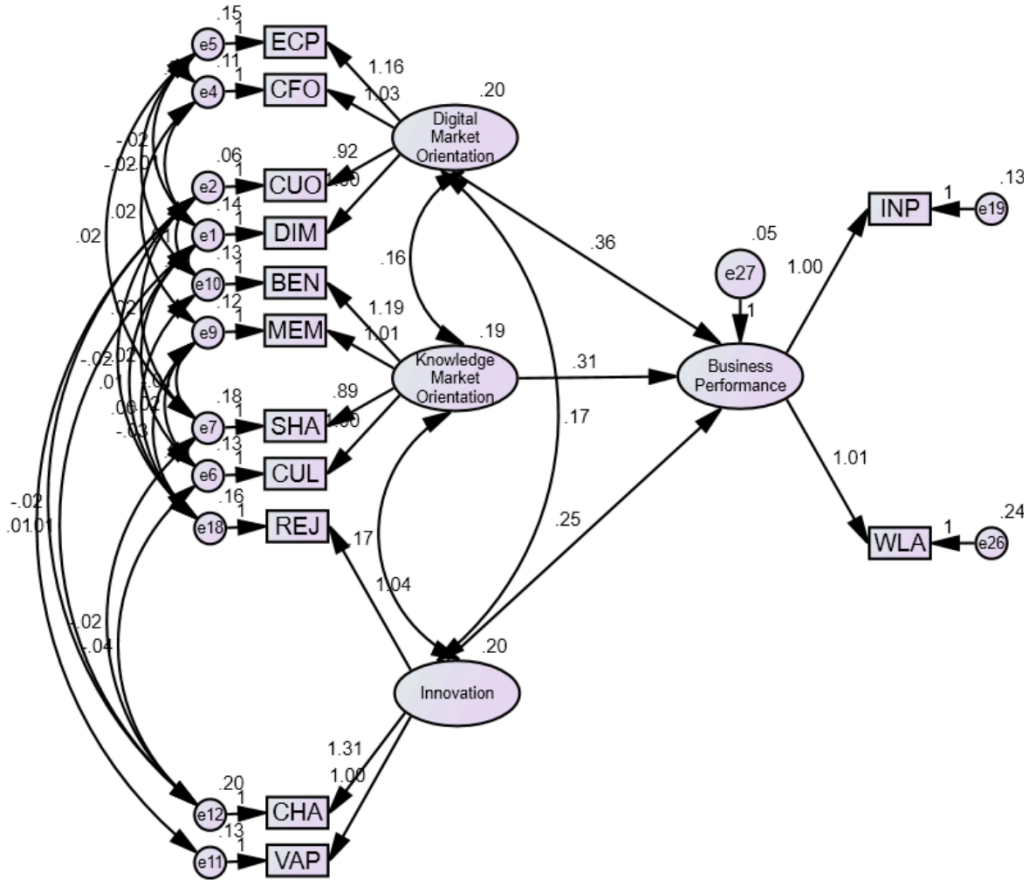 .15
1
e5
ECP
.11
1
e4
CFO
1.16
1.03
.20
Digital
Market
Orientation
-.02
.06
1
e2
CUO
.92
.14
1
e1
DIM
.02
.13
1
e10
BEN
.02
.12
1
e9
MEM
.16
1.19
1.01
.19
Knowledge
Market
Orientation
.36
.05
e27
1
.31
Business
Performance
1.00
.13
1
e19
INP
1.01
.24
1
e26
WLA
.18
1
e7
SHA
.89
.13
1
e6
CUL
.16
1
e18
REJ
.17
.17
1.04
.25
-.03
-.02
.01
.01
-.02
-.04
.20
Innovation
1.31
1.00
.20
1
e12
CHA
.13
1
e11
VAP